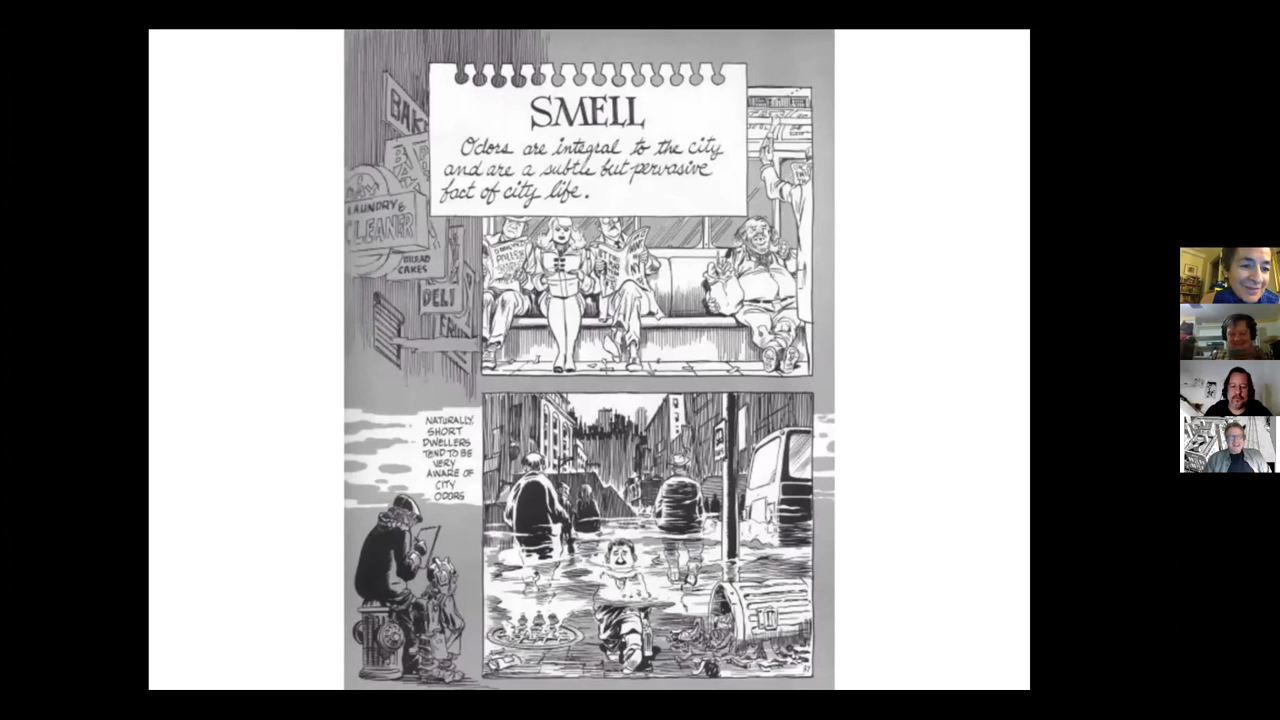 SMELL
Odors are integral to the city
and are a subtle but pervasive
fact of city life.
LAUNDRY &
CLEANER
BREAD
CAKES
DELI
NATURALLY,
SHORT
DWELLERS
TEND TO BE
VERY
AWARE OF
CITY
ODORS